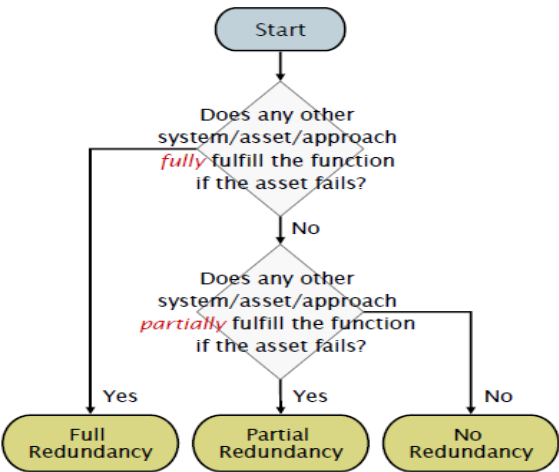 Start
Does any other
system/asset/approach
fully fulfill the function
if the asset fails?
No
Does any other
system/asset/approach
partially fulfill the function
if the asset fails?
Yes
Yes
No
Full
Redundancy
Partial
Redundancy
No
Redundancy